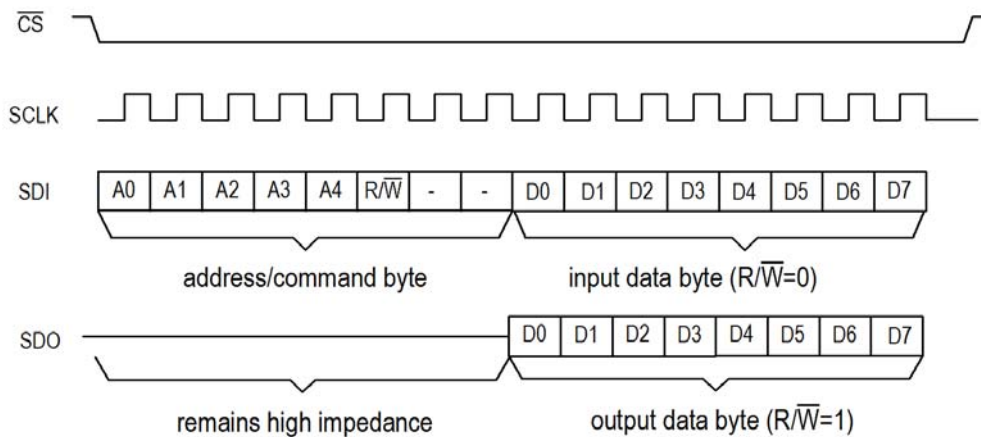 C̅S̅
SCLK
SDI A0 A1 A2 A3 A4 R/W̅ - - D0 D1 D2 D3 D4 D5 D6 D7
address/command byte input data byte (R/W̅=0)
SDO D0 D1 D2 D3 D4 D5 D6 D7
remains high impedance output data byte (R/W̅=1)